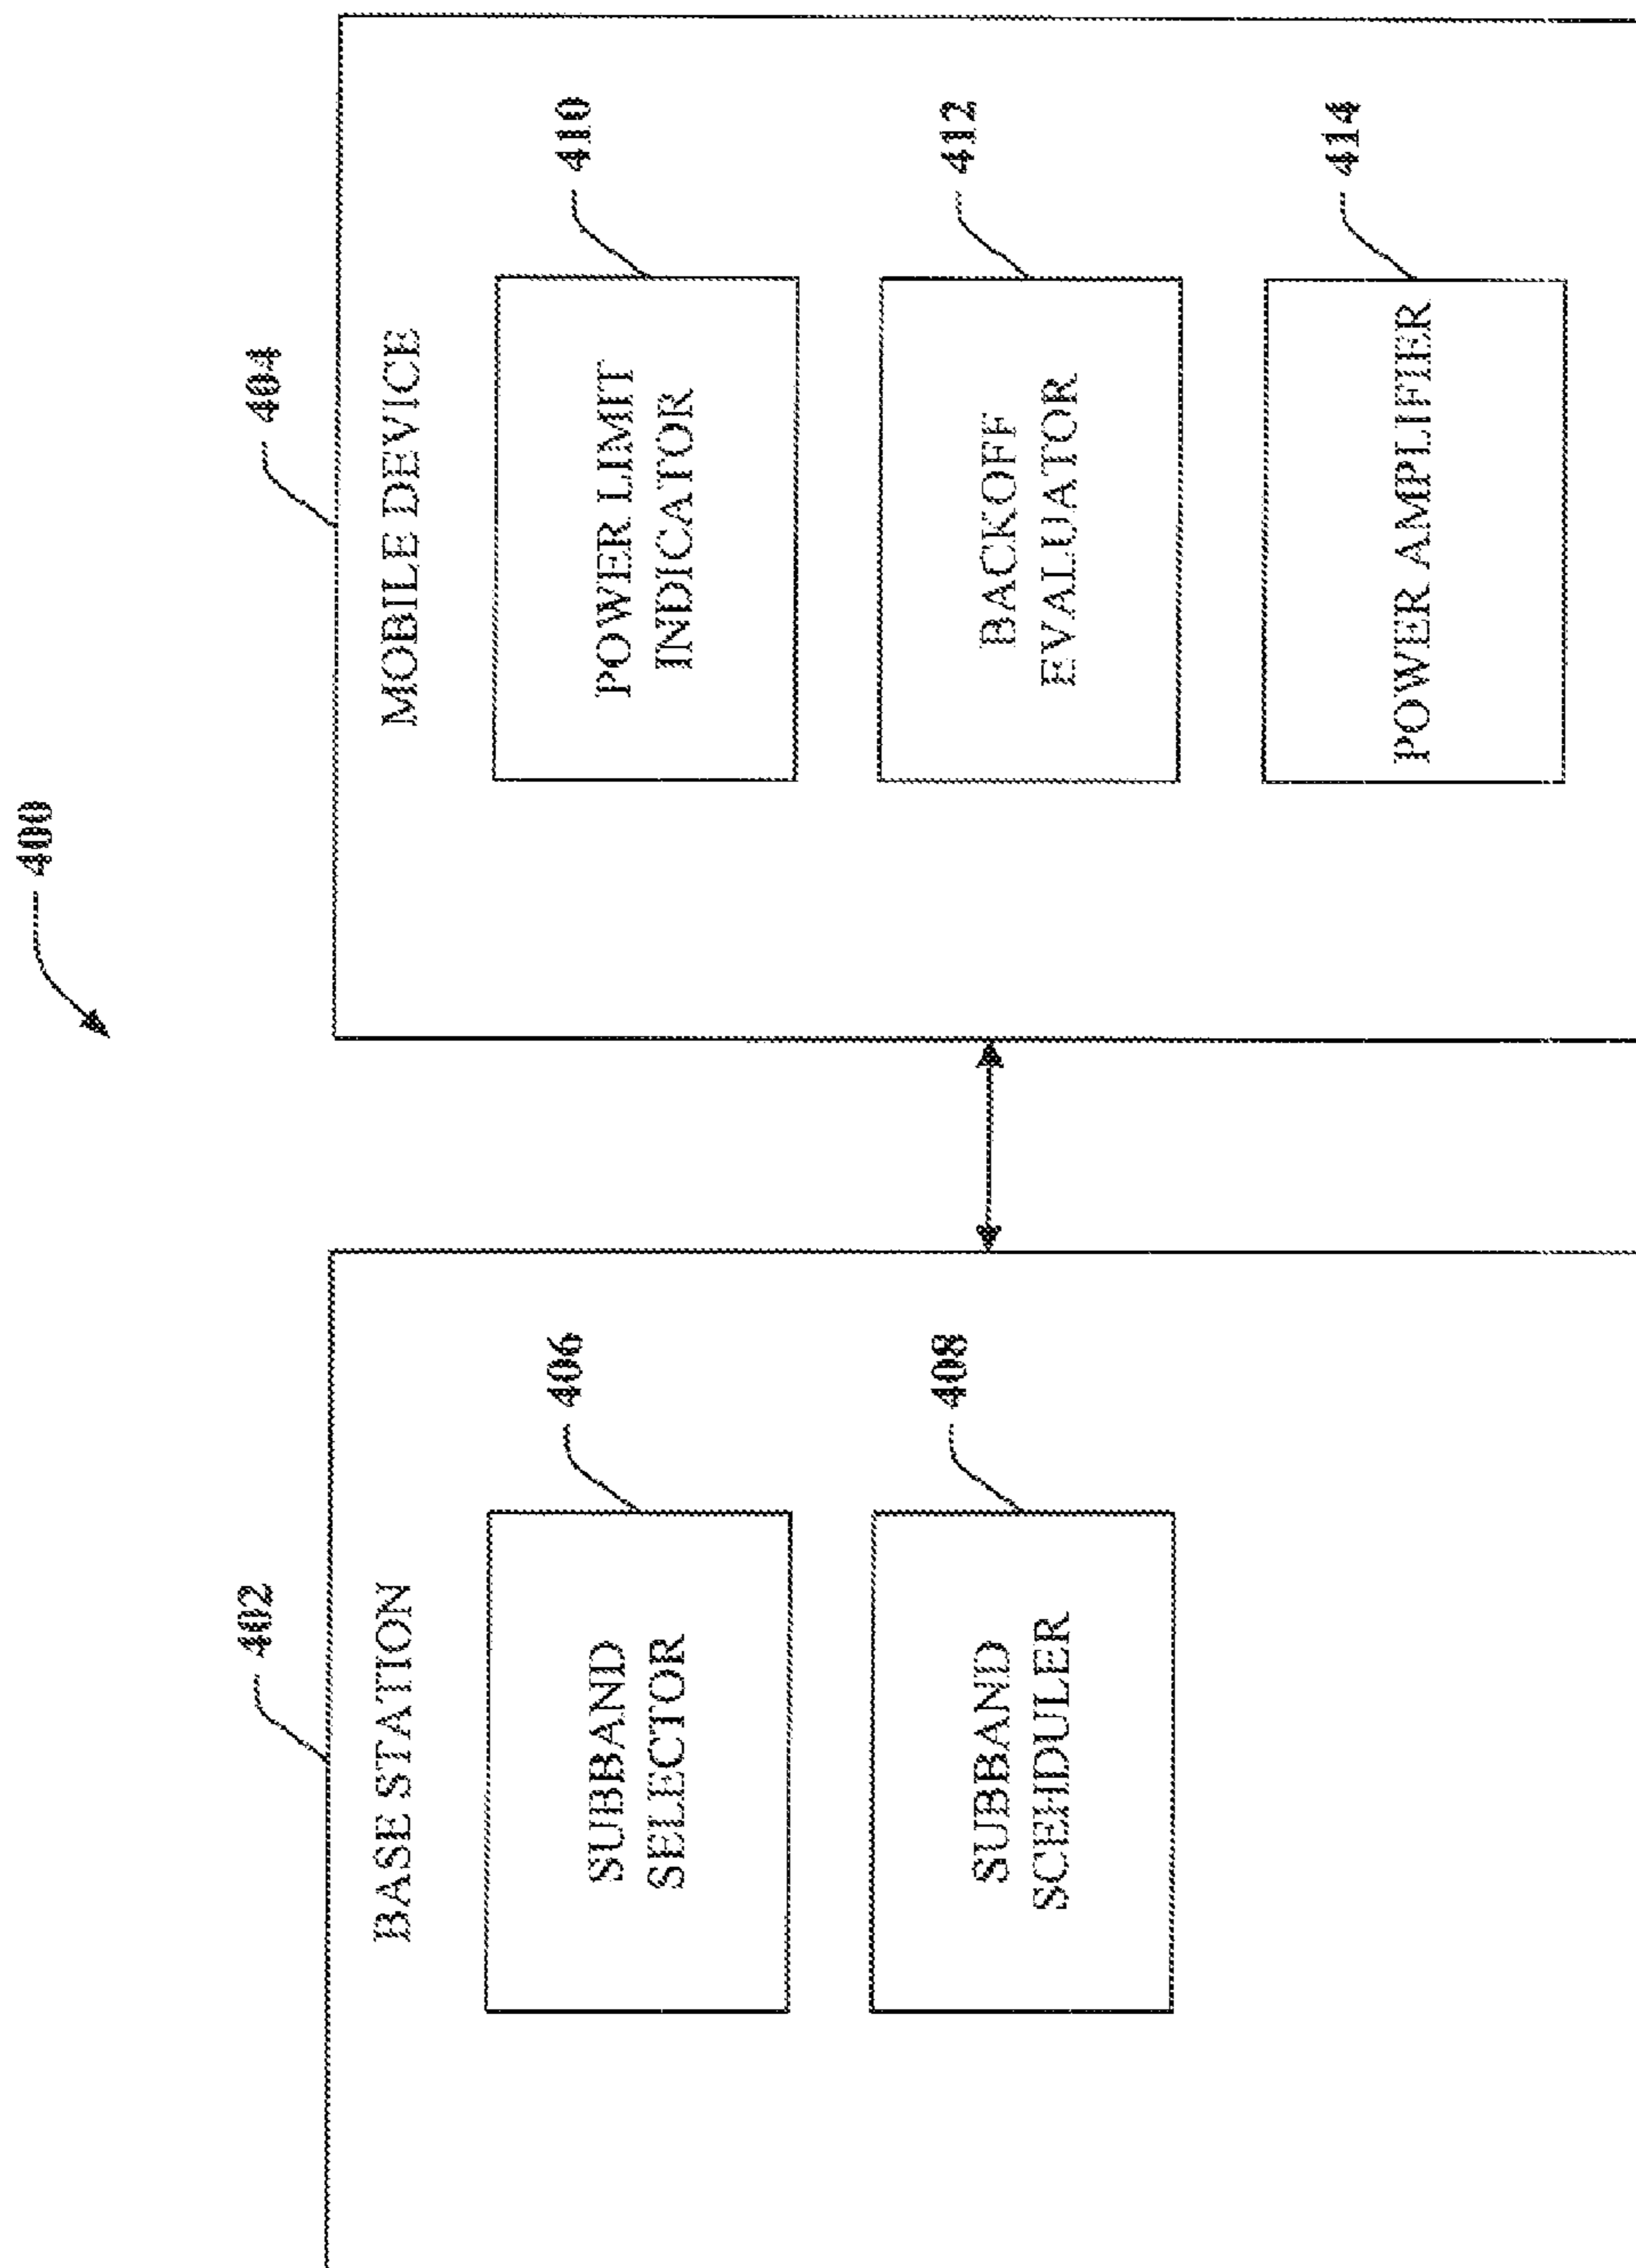 400
402
BASE STATION
406
SUBBAND
SELECTOR
408
SUBBAND
SCEHDULER
404
MOBILE DEVICE
410
POWER LIMIT
INDICATOR
412
BACKOFF
EVALUATOR
414
POWER AMPLIFIER